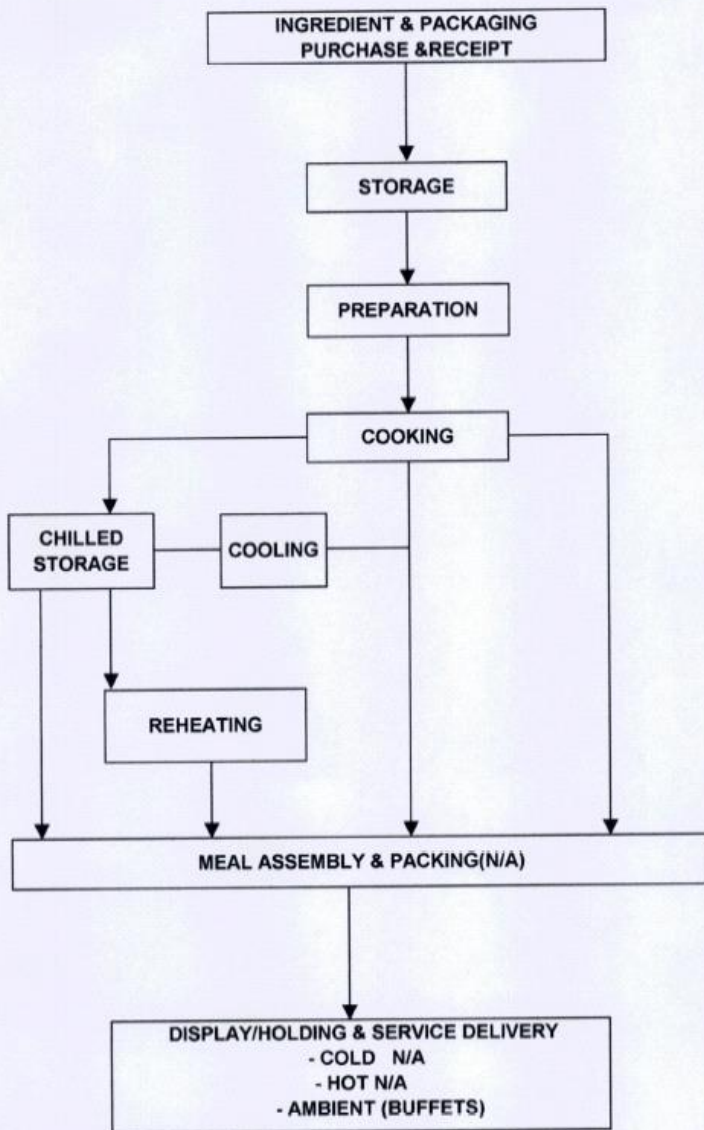 INGREDIENT & PACKAGING
PURCHASE &RECEIPT
STORAGE
PREPARATION
COOKING
CHILLED
STORAGE
COOLING
REHEATING
MEAL ASSEMBLY & PACKING(N/A)
DISPLAY/HOLDING & SERVICE DELIVERY
- COLD N/A
- HOT N/A
- AMBIENT (BUFFETS)